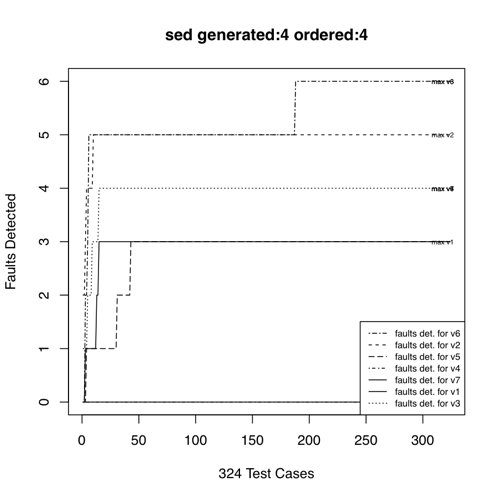 sed generated:4 ordered:4
Faults Detected
6
5
4
3
2
1
0
max v6
max v2
max v1
faults det. for v6
faults det. for v2
faults det. for v5
faults det. for v4
faults det. for v7
faults det. for v1
faults det. for v3
0 50 100 150 200 250 300
324 Test Cases